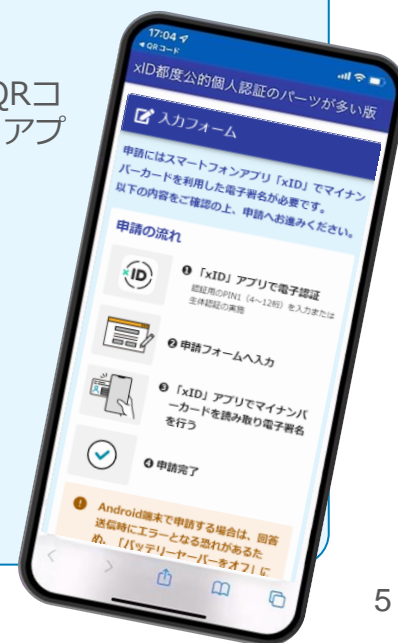 QRコ
アプ
17:04
◀ QRコード
xID都度公的個人認証のパーツが多い版
入力フォーム
申請にはスマートフォンアプリ「xID」でマイナン
バーカードを利用した電子署名が必要です。
以下の内容をご確認の上、申請へお進みください。
申請の流れ
ID
❶ 「xID」アプリで電子認証
認証用のPIN1（4～12桁）を入力または
生体認証の実施
❷ 申請フォームへ入力
❸ 「xID」アプリでマイナンバ
ーカードを読み取り電子署名
を行う
❹ 申請完了
Android端末で申請する場合は、回答
送信時にエラーとなる恐れがあるた
め、「バッテリーセーバーをオフ」に
5